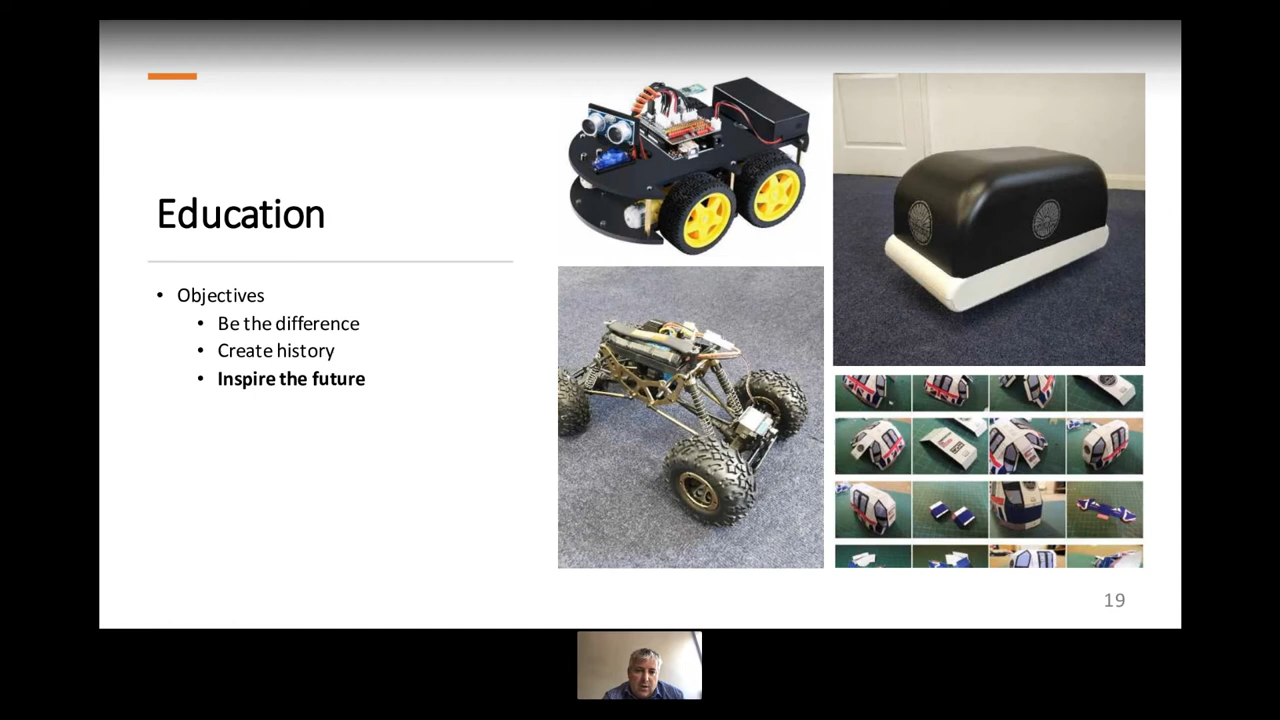 Education
• Objectives
• Be the difference
• Create history
• Inspire the future
19